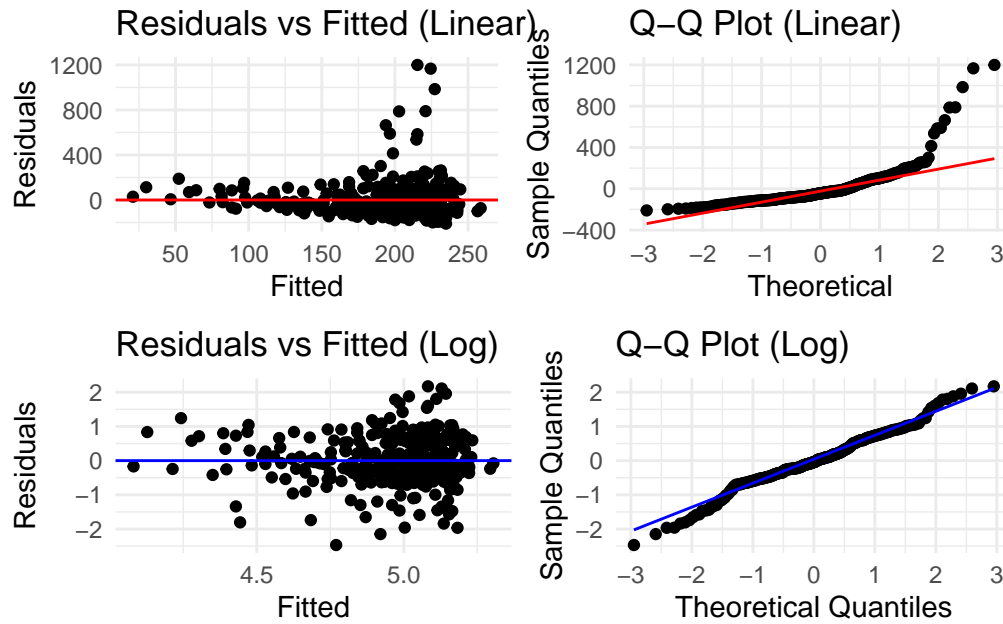 Residuals vs Fitted (Linear)
1200
800
400
0
Residuals
50 100 150 200 250
Fitted
Q−Q Plot (Linear)
1200
800
400
0
−400
Sample Quantiles
−3 −2 −1 0 1 2 3
Theoretical
Residuals vs Fitted (Log)
2
1
0
−1
−2
Residuals
4.5 5.0
Fitted
Q−Q Plot (Log)
2
1
0
−1
−2
Sample Quantiles
−3 −2 −1 0 1 2 3
Theoretical Quantiles